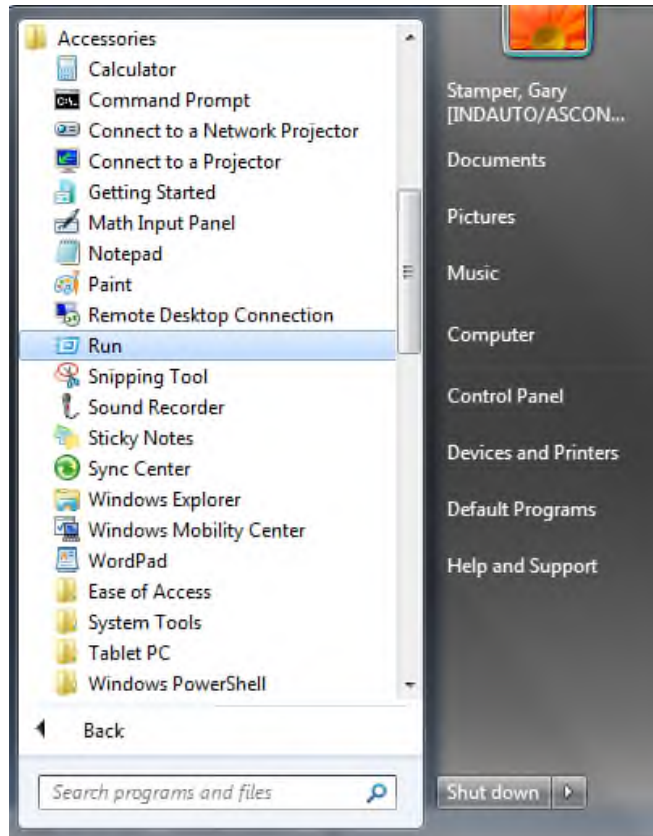 Accessories
Calculator
Command Prompt
Connect to a Network Projector
Connect to a Projector
Getting Started
Math Input Panel
Notepad
Paint
Remote Desktop Connection
Run
Snipping Tool
Sound Recorder
Sticky Notes
Sync Center
Windows Explorer
Windows Mobility Center
WordPad
Ease of Access
System Tools
Tablet PC
Windows PowerShell
Back
Search programs and files
Stamper, Gary
[INDAUTO/ASCON...
Documents
Pictures
Music
Computer
Control Panel
Devices and Printers
Default Programs
Help and Support
Shut down